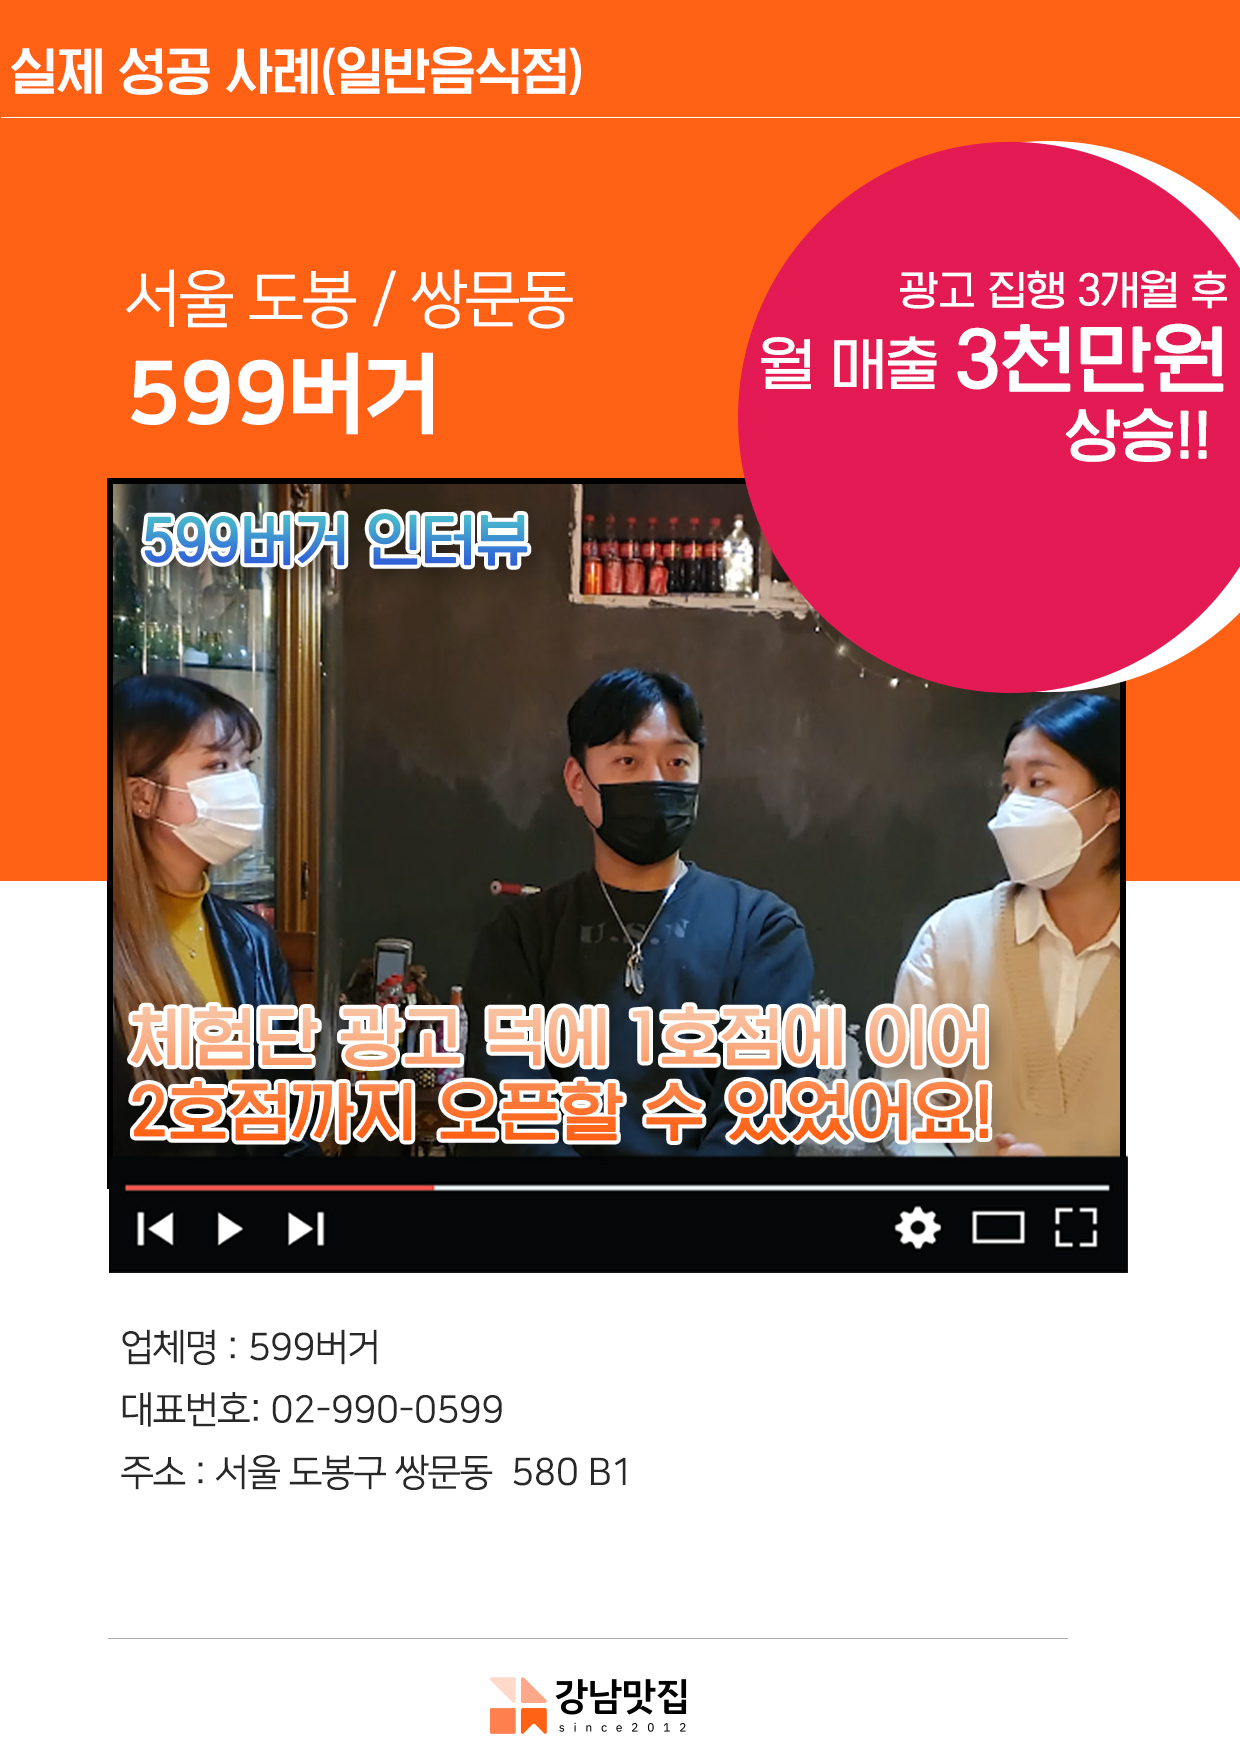 실제 성공 사례(일반음식점)
광고 집행 3개월 후
월 매출 3천만원
상승!!
서울 도봉 / 쌍문동
599버거
599버거 인터뷰
U.S.N
체험단 광고 덕에 1호점에 이어
2호점까지 오픈할 수 있었어요!
업체명 : 599버거
대표번호: 02-990-0599
주소 : 서울 도봉구 쌍문동 580 B1
강남맛집
since2012